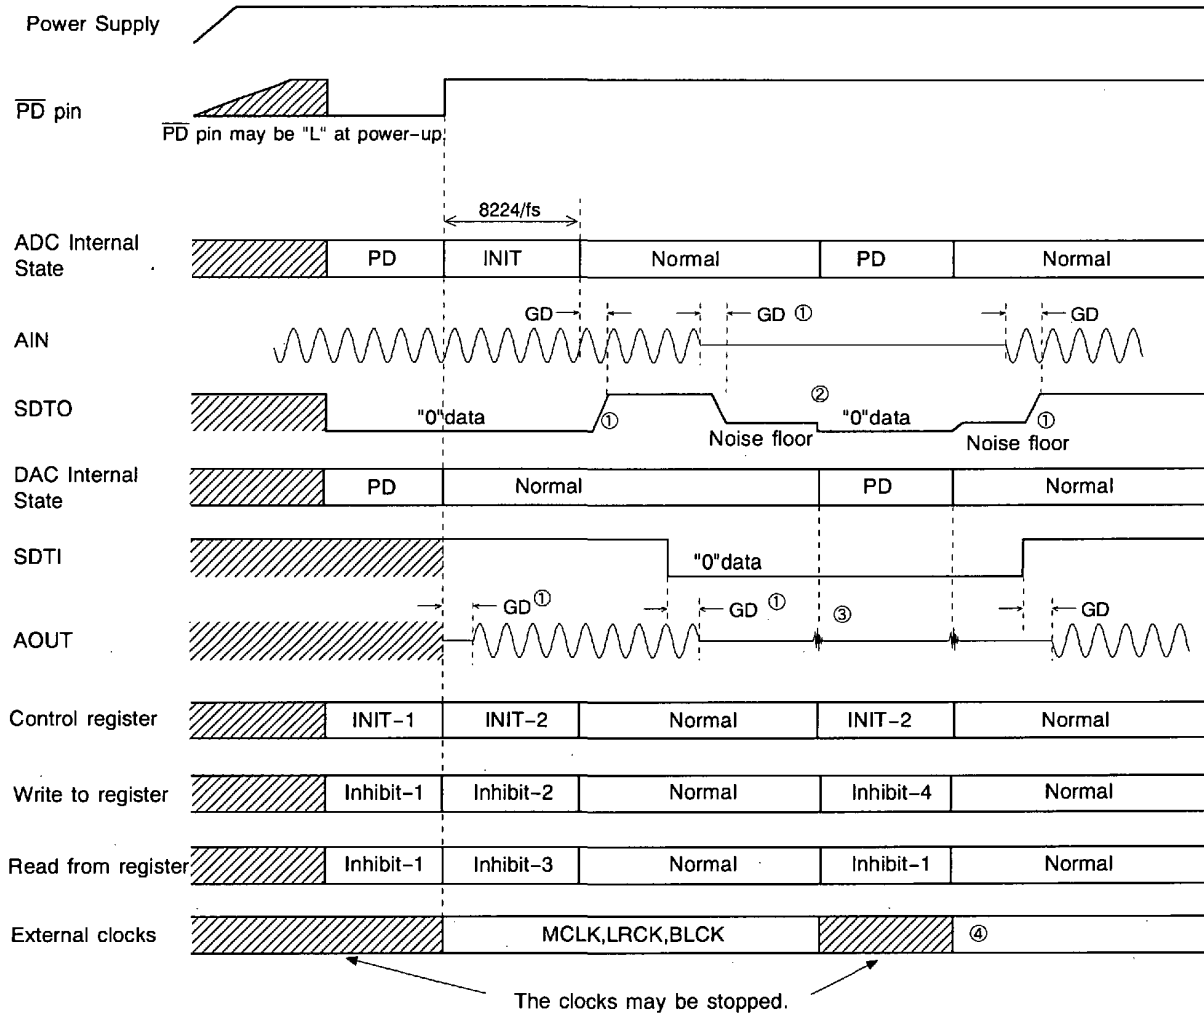 Power Supply
PD pin
PD pin may be "L" at power-up.
8224/fs
ADC Internal State
PD INIT Normal PD Normal
GD GD ① GD
AIN
SDTO
"0"data ① ② "0"data ①
Noise floor Noise floor
DAC Internal State
PD Normal PD Normal
SDTI
"0"data
GD ① GD ① ③ GD
AOUT
Control register INIT-1 INIT-2 Normal INIT-2 Normal
Write to register Inhibit-1 Inhibit-2 Normal Inhibit-4 Normal
Read from register Inhibit-1 Inhibit-3 Normal Inhibit-1 Normal
External clocks MCLK,LRCK,BLCK ④
The clocks may be stopped.